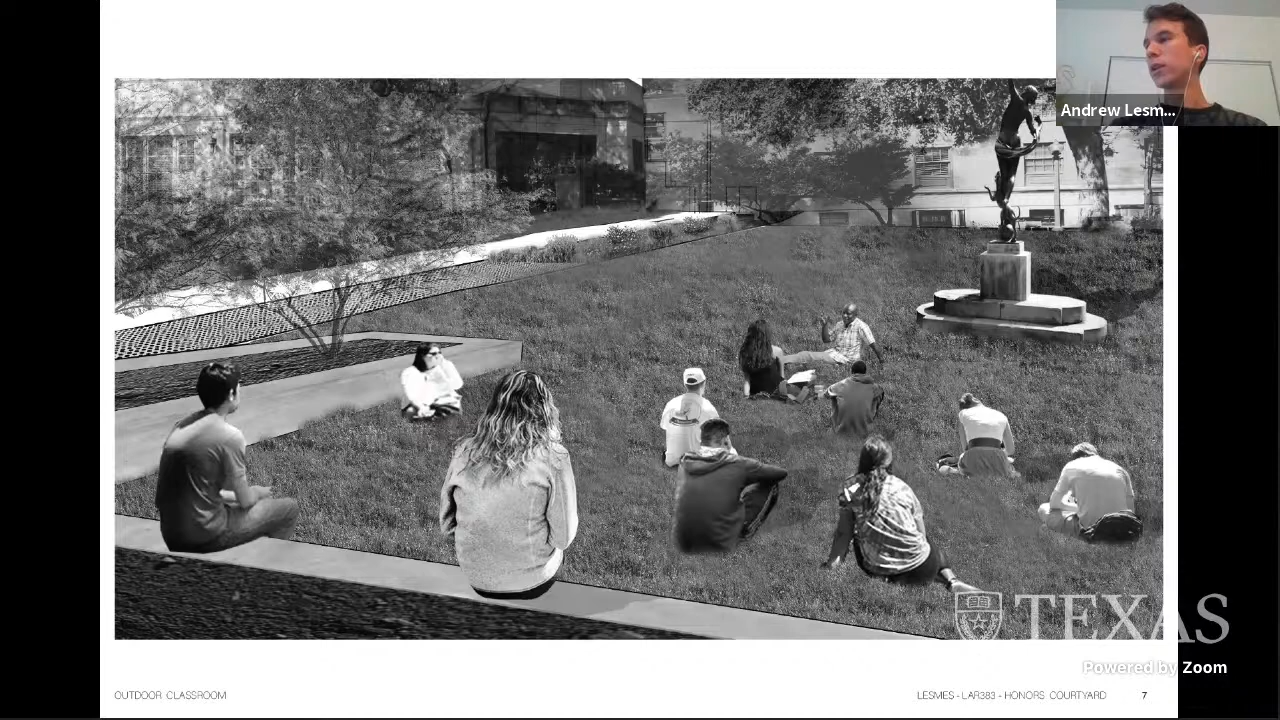 Andrew Lesm...
TEXAS
Powered by Zoom
OUTDOOR CLASSROOM
LESMES - LAR383 - HONORS COURTYARD
7